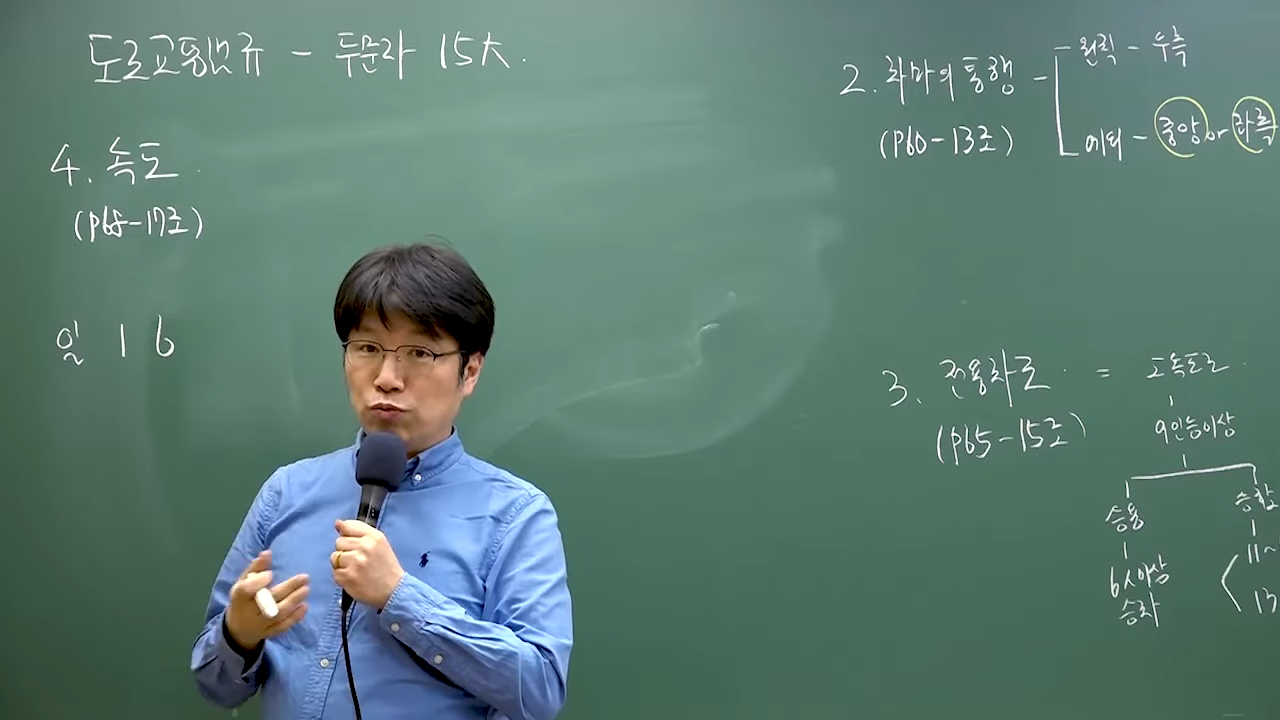 도로교통법규 - 두문자 15大.
4. 속도.
(P68-17조)
일 1 6
2. 차마의 통행
원칙 - 우측
(P60-13조)
예외 - 중앙 or 좌측
3. 전용차로 = 고속도로
(P65-15조)
9인승이상
승용 승합
6人이상
승차
11~
13